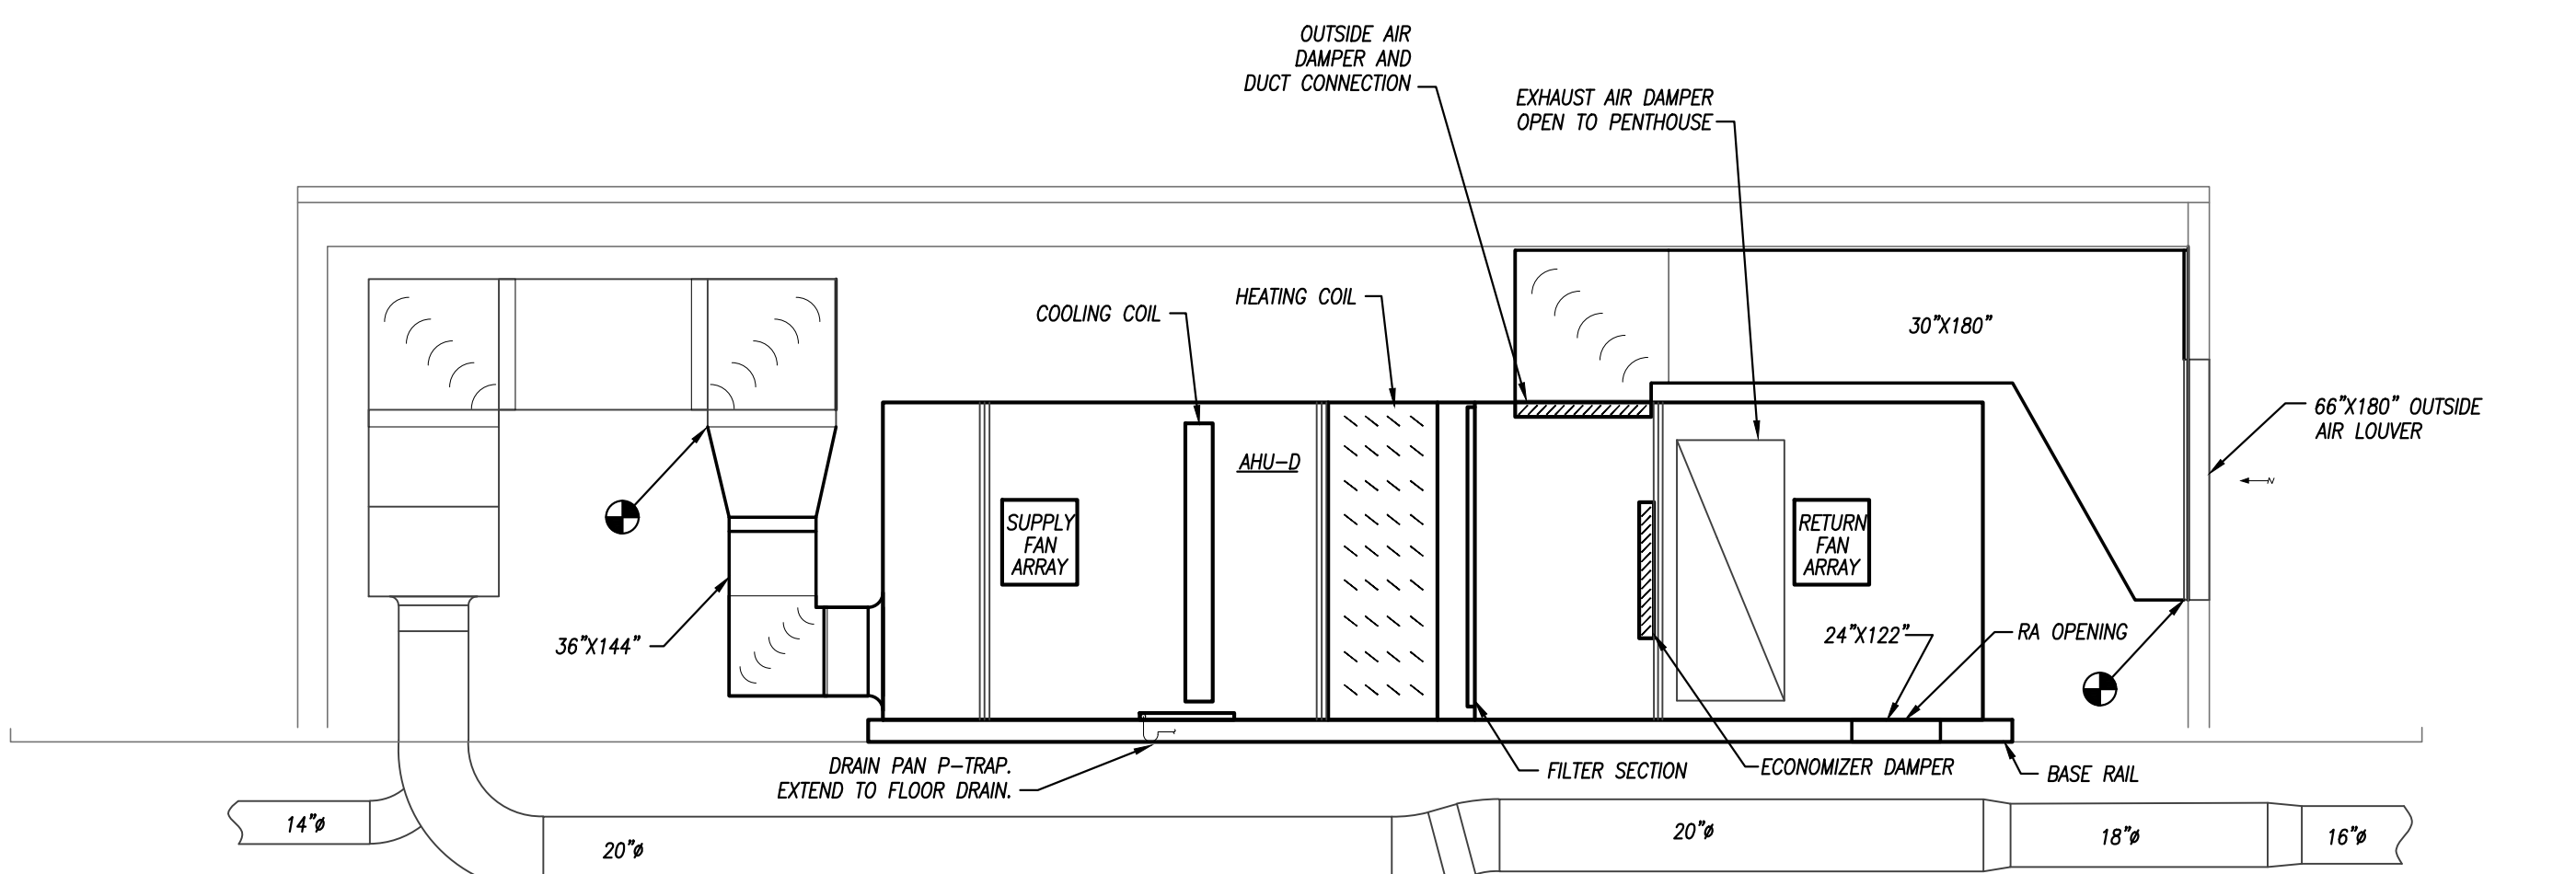 OUTSIDE AIR
DAMPER AND
DUCT CONNECTION
EXHAUST AIR DAMPER
OPEN TO PENTHOUSE
COOLING COIL
HEATING COIL
30"X180"
66"X180" OUTSIDE
AIR LOUVER
AHU-D
SUPPLY
FAN
ARRAY
RETURN
FAN
ARRAY
36"X144"
24"X122"
RA OPENING
DRAIN PAN P-TRAP.
EXTEND TO FLOOR DRAIN.
FILTER SECTION
ECONOMIZER DAMPER
BASE RAIL
14"ø
20"ø
20"ø
18"ø
16"ø